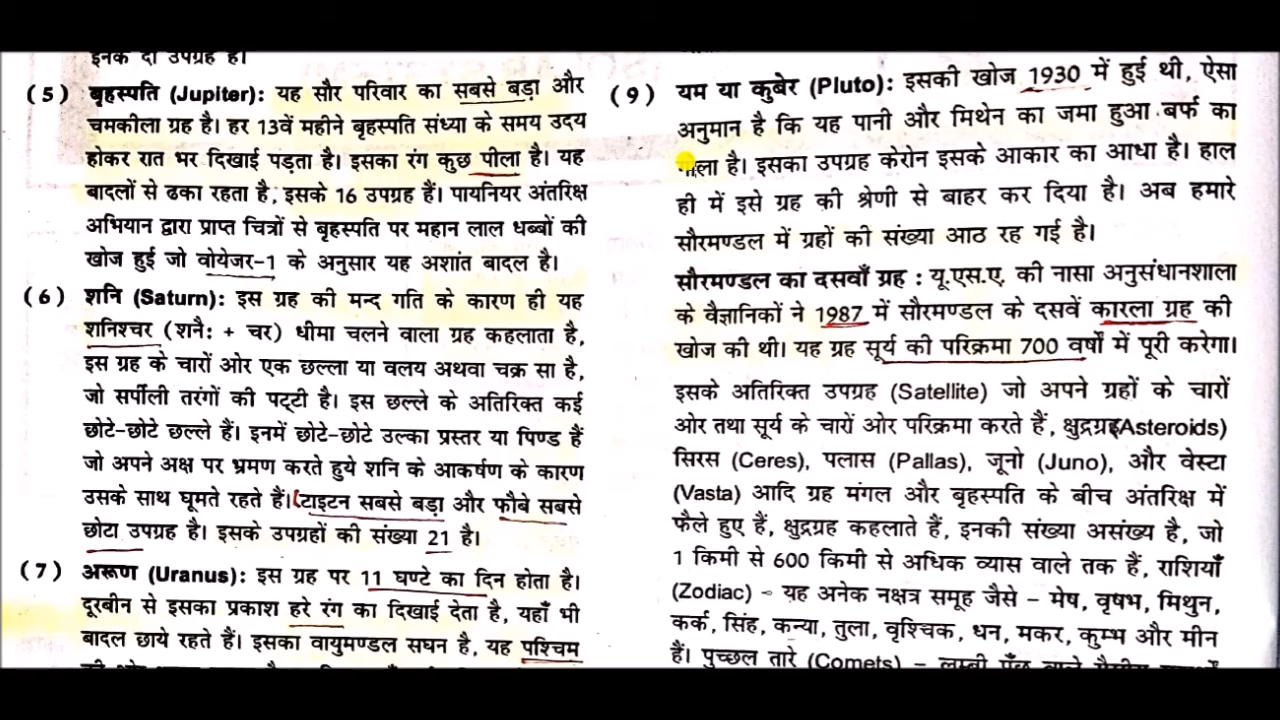 इनके दो उपग्रह हैं।
(5) बृहस्पति (Jupiter): यह सौर परिवार का सबसे बड़ा और
चमकीला ग्रह है। हर 13वें महीने बृहस्पति संध्या के समय उदय
होकर रात भर दिखाई पड़ता है। इसका रंग कुछ पीला है। यह
बादलों से ढका रहता है, इसके 16 उपग्रह हैं। पायनियर अंतरिक्ष
अभियान द्वारा प्राप्त चित्रों से बृहस्पति पर महान लाल धब्बों की
खोज हुई जो वोयेजर-1 के अनुसार यह अशांत बादल है।
(6) शनि (Saturn): इस ग्रह की मन्द गति के कारण ही यह
शनिश्चर (शनैः + चर) धीमा चलने वाला ग्रह कहलाता है,
इस ग्रह के चारों ओर एक छल्ला या वलय अथवा चक्र सा है,
जो सर्पीली तरंगों की पट्टी है। इस छल्ले के अतिरिक्त कई
छोटे-छोटे छल्ले हैं। इनमें छोटे-छोटे उल्का प्रस्तर या पिण्ड हैं
जो अपने अक्ष पर भ्रमण करते हुये शनि के आकर्षण के कारण
उसके साथ घूमते रहते हैं। टाइटन सबसे बड़ा और फौबे सबसे
छोटा उपग्रह है। इसके उपग्रहों की संख्या 21 है।
(7) अरूण (Uranus): इस ग्रह पर 11 घण्टे का दिन होता है।
दूरबीन से इसका प्रकाश हरे रंग का दिखाई देता है, यहाँ भी
बादल छाये रहते हैं। इसका वायुमण्डल सघन है, यह पश्चिम
(9) यम या कुबेर (Pluto): इसकी खोज 1930 में हुई थी, ऐसा
अनुमान है कि यह पानी और मिथेन का जमा हुआ बर्फ का
गोला है। इसका उपग्रह केरोन इसके आकार का आधा है। हाल
ही में इसे ग्रह की श्रेणी से बाहर कर दिया है। अब हमारे
सौरमण्डल में ग्रहों की संख्या आठ रह गई है।
सौरमण्डल का दसवाँ ग्रह : यू.एस.ए. की नासा अनुसंधानशाला
के वैज्ञानिकों ने 1987 में सौरमण्डल के दसवें कारला ग्रह की
खोज की थी। यह ग्रह सूर्य की परिक्रमा 700 वर्षों में पूरी करेगा।
इसके अतिरिक्त उपग्रह (Satellite) जो अपने ग्रहों के चारों
ओर तथा सूर्य के चारों ओर परिक्रमा करते हैं, क्षुद्रग्रह(Asteroids)
सिरस (Ceres), पलास (Pallas), जूनो (Juno), और वेस्टा
(Vasta) आदि ग्रह मंगल और बृहस्पति के बीच अंतरिक्ष में
फैले हुए हैं, क्षुद्रग्रह कहलाते हैं, इनकी संख्या असंख्य है, जो
1 किमी से 600 किमी से अधिक व्यास वाले तक हैं, राशियाँ
(Zodiac) - यह अनेक नक्षत्र समूह जैसे – मेष, वृषभ, मिथुन,
कर्क, सिंह, कन्या, तुला, वृश्चिक, धन, मकर, कुम्भ और मीन
हैं। पुच्छल तारे (Comets) – लम्बी पूँछ वाले